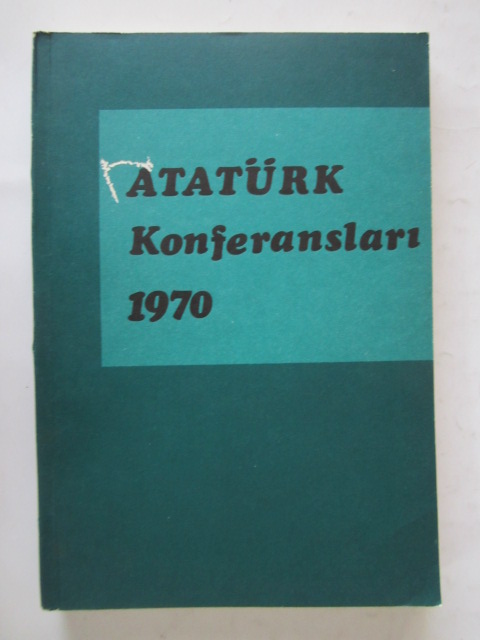 ATATÜRK
Konferansları
1970